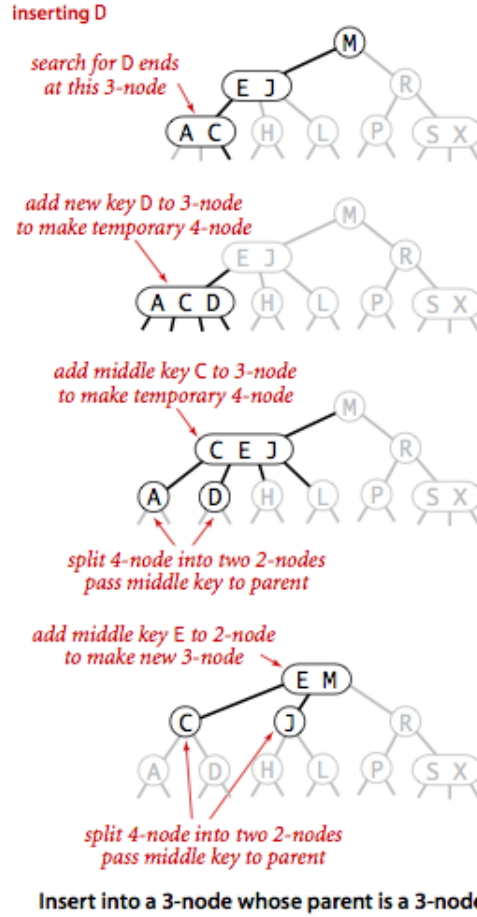 inserting D
search for D ends
at this 3-node
M
E J
R
A C
H
L
P
S X
add new key D to 3-node
to make temporary 4-node
M
E J
R
A C D
H
L
P
S X
add middle key C to 3-node
to make temporary 4-node
M
C E J
R
A
D
H
L
P
S X
split 4-node into two 2-nodes
pass middle key to parent
add middle key E to 2-node
to make new 3-node
E M
C
J
R
A
D
H
L
P
S X
split 4-node into two 2-nodes
pass middle key to parent
Insert into a 3-node whose parent is a 3-node